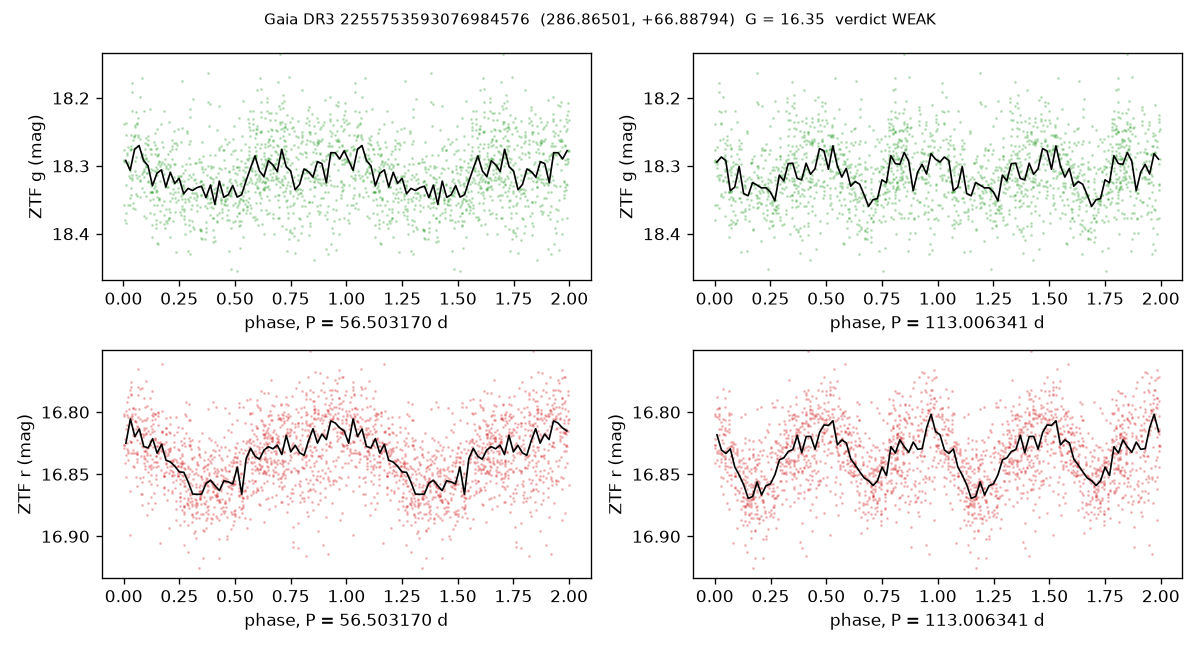 Gaia DR3 2255753593076984576  (286.86501, +66.88794)  G = 16.35  verdict WEAK
ZTF g (mag)
18.2
18.3
18.4
0.00 0.25 0.50 0.75 1.00 1.25 1.50 1.75 2.00
phase, P = 56.503170 d
ZTF g (mag)
18.2
18.3
18.4
0.00 0.25 0.50 0.75 1.00 1.25 1.50 1.75 2.00
phase, P = 113.006341 d
ZTF r (mag)
16.80
16.85
16.90
0.00 0.25 0.50 0.75 1.00 1.25 1.50 1.75 2.00
phase, P = 56.503170 d
ZTF r (mag)
16.80
16.85
16.90
0.00 0.25 0.50 0.75 1.00 1.25 1.50 1.75 2.00
phase, P = 113.006341 d